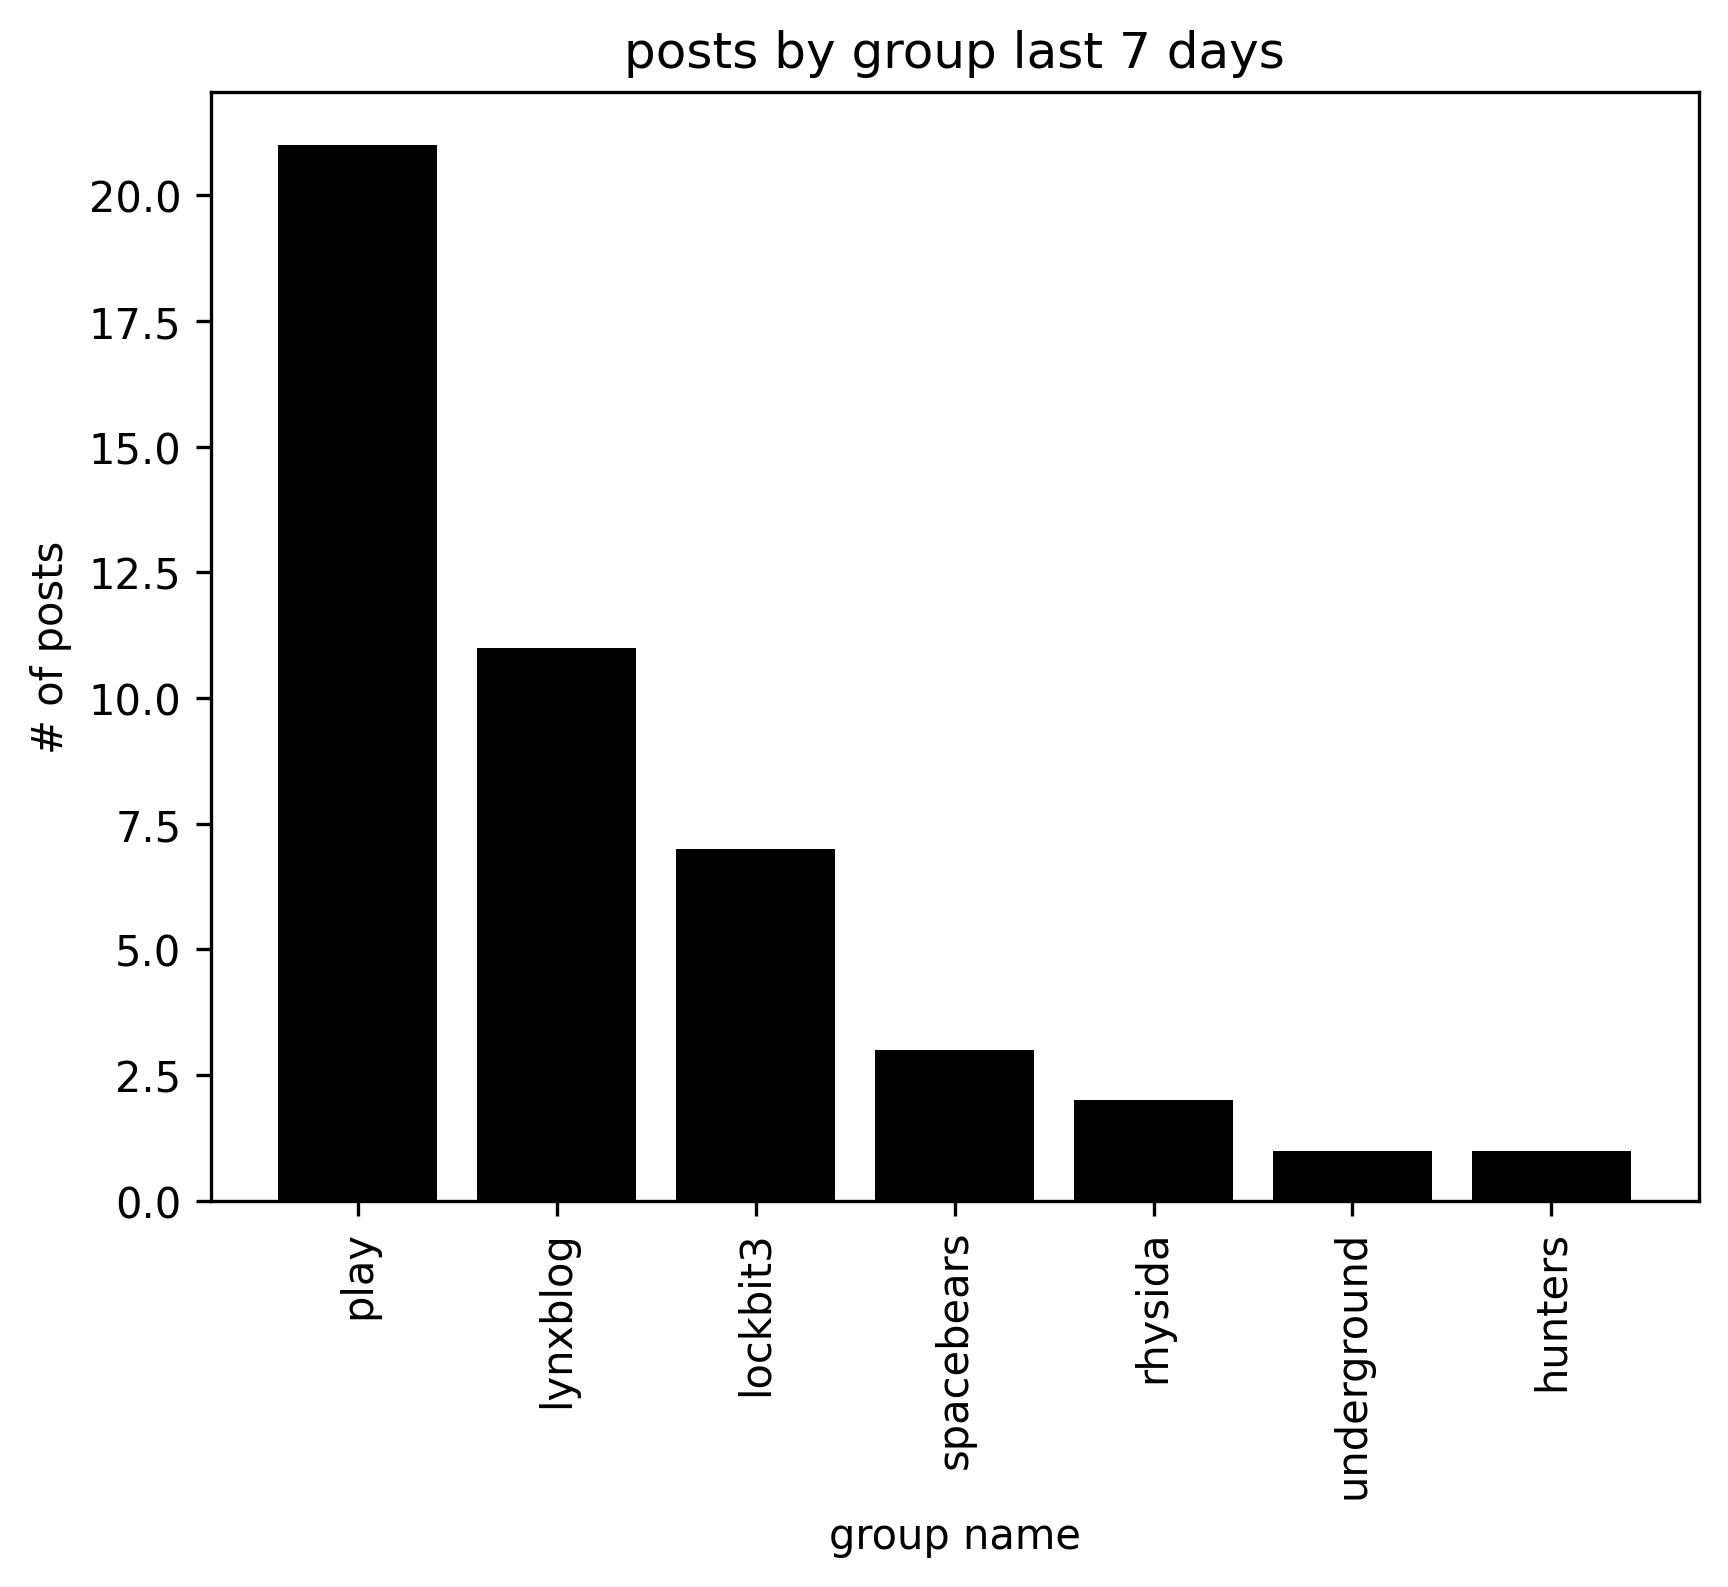 posts by group last 7 days
# of posts
20.0
17.5
15.0
12.5
10.0
7.5
5.0
2.5
0.0
play
lynxblog
lockbit3
spacebears
rhysida
underground
hunters
group name